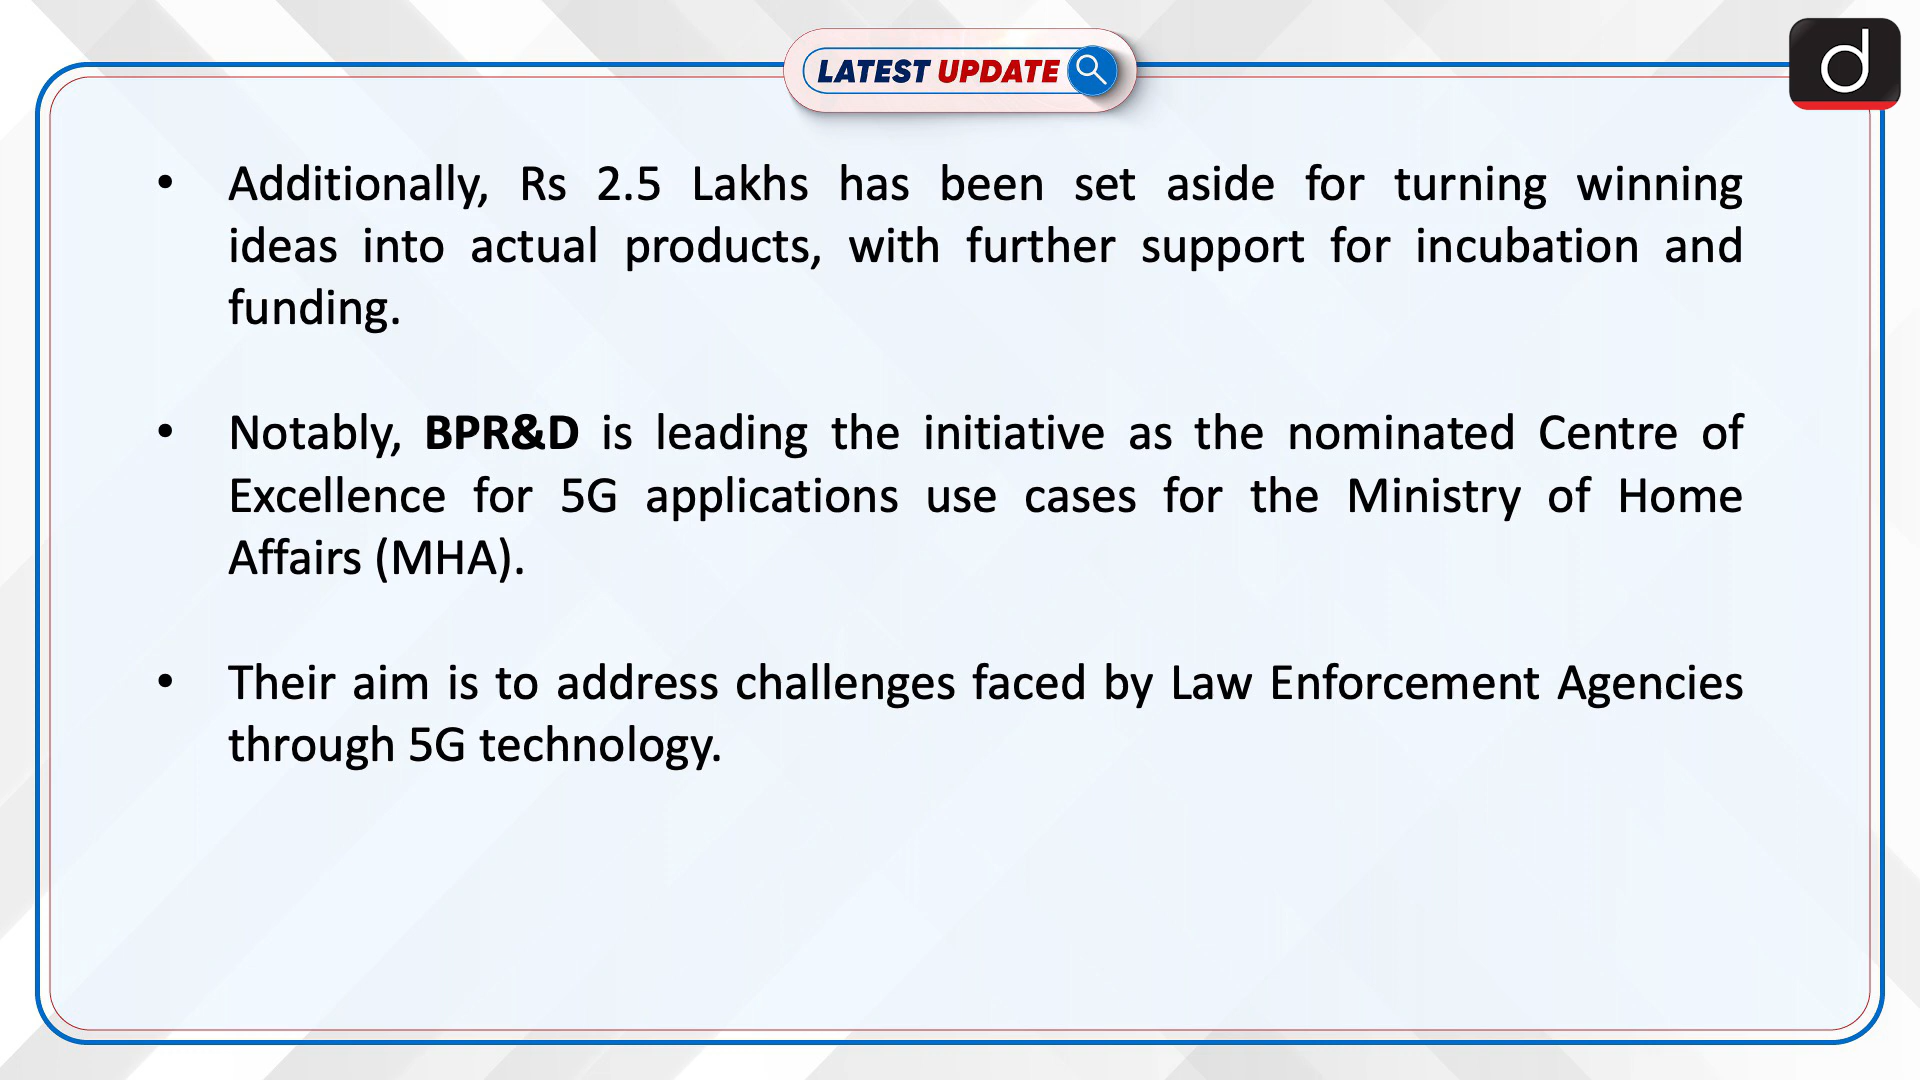 LATEST UPDATE
d
• Additionally, Rs 2.5 Lakhs has been set aside for turning winning
ideas into actual products, with further support for incubation and
funding.
• Notably, BPR&D is leading the initiative as the nominated Centre of
Excellence for 5G applications use cases for the Ministry of Home
Affairs (MHA).
• Their aim is to address challenges faced by Law Enforcement Agencies
through 5G technology.